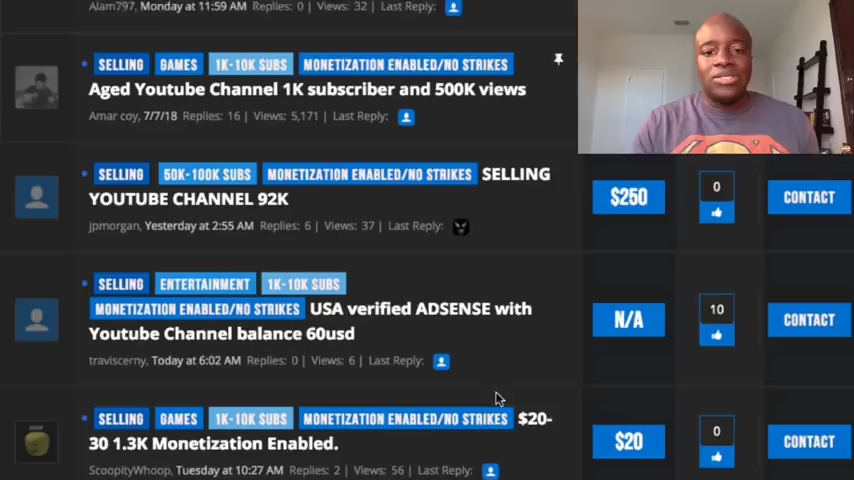 Alam797, Monday at 11:59 AM Replies: 0 | Views: 32 | Last Reply:
SELLING GAMES 1K-10K SUBS MONETIZATION ENABLED/NO STRIKES
Aged Youtube Channel 1K subscriber and 500K views
Amar coy, 7/7/18 Replies: 16 | Views: 5,171 | Last Reply:
SELLING 50K-100K SUBS MONETIZATION ENABLED/NO STRIKES SELLING
YOUTUBE CHANNEL 92K
jpmorgan, Yesterday at 2:55 AM Replies: 6 | Views: 37 | Last Reply:
$250
0
CONTACT
SELLING ENTERTAINMENT 1K-10K SUBS
MONETIZATION ENABLED/NO STRIKES USA verified ADSENSE with
Youtube Channel balance 60usd
traviscerny, Today at 6:02 AM Replies: 0 | Views: 6 | Last Reply:
N/A
10
CONTACT
SELLING GAMES 1K-10K SUBS MONETIZATION ENABLED/NO STRIKES $20-
30 1.3K Monetization Enabled.
ScoopityWhoop, Tuesday at 10:27 AM Replies: 2 | Views: 56 | Last Reply:
$20
0
CONTACT